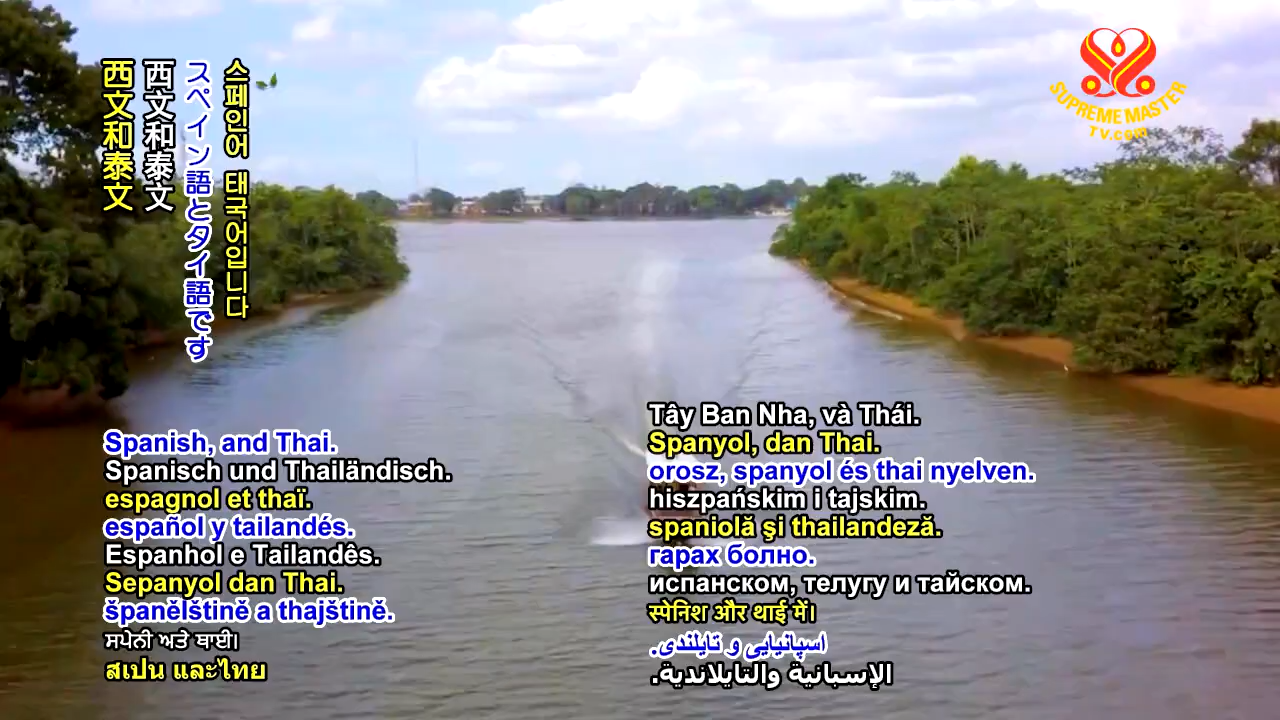 西文和泰文
西文和泰文
スペイン語とタイ語です
스페인어 태국어입니다
SUPREME MASTER
TV.com
Spanish, and Thai.
Spanisch und Thailändisch.
espagnol et thaï.
español y tailandés.
Espanhol e Tailandês.
Sepanyol dan Thai.
španělštině a thajštině.
ਸਪੇਨੀ ਅਤੇ ਥਾਈ।
สเปน และไทย
Tây Ban Nha, và Thái.
Spanyol, dan Thai.
orosz, spanyol és thai nyelven.
hiszpańskim i tajskim.
spaniolă şi thailandeză.
гарах болно.
испанском, телугу и тайском.
स्पेनिश और थाई में।
اسپانیایی و تایلندی.
الإسبانية والتايلاندية.